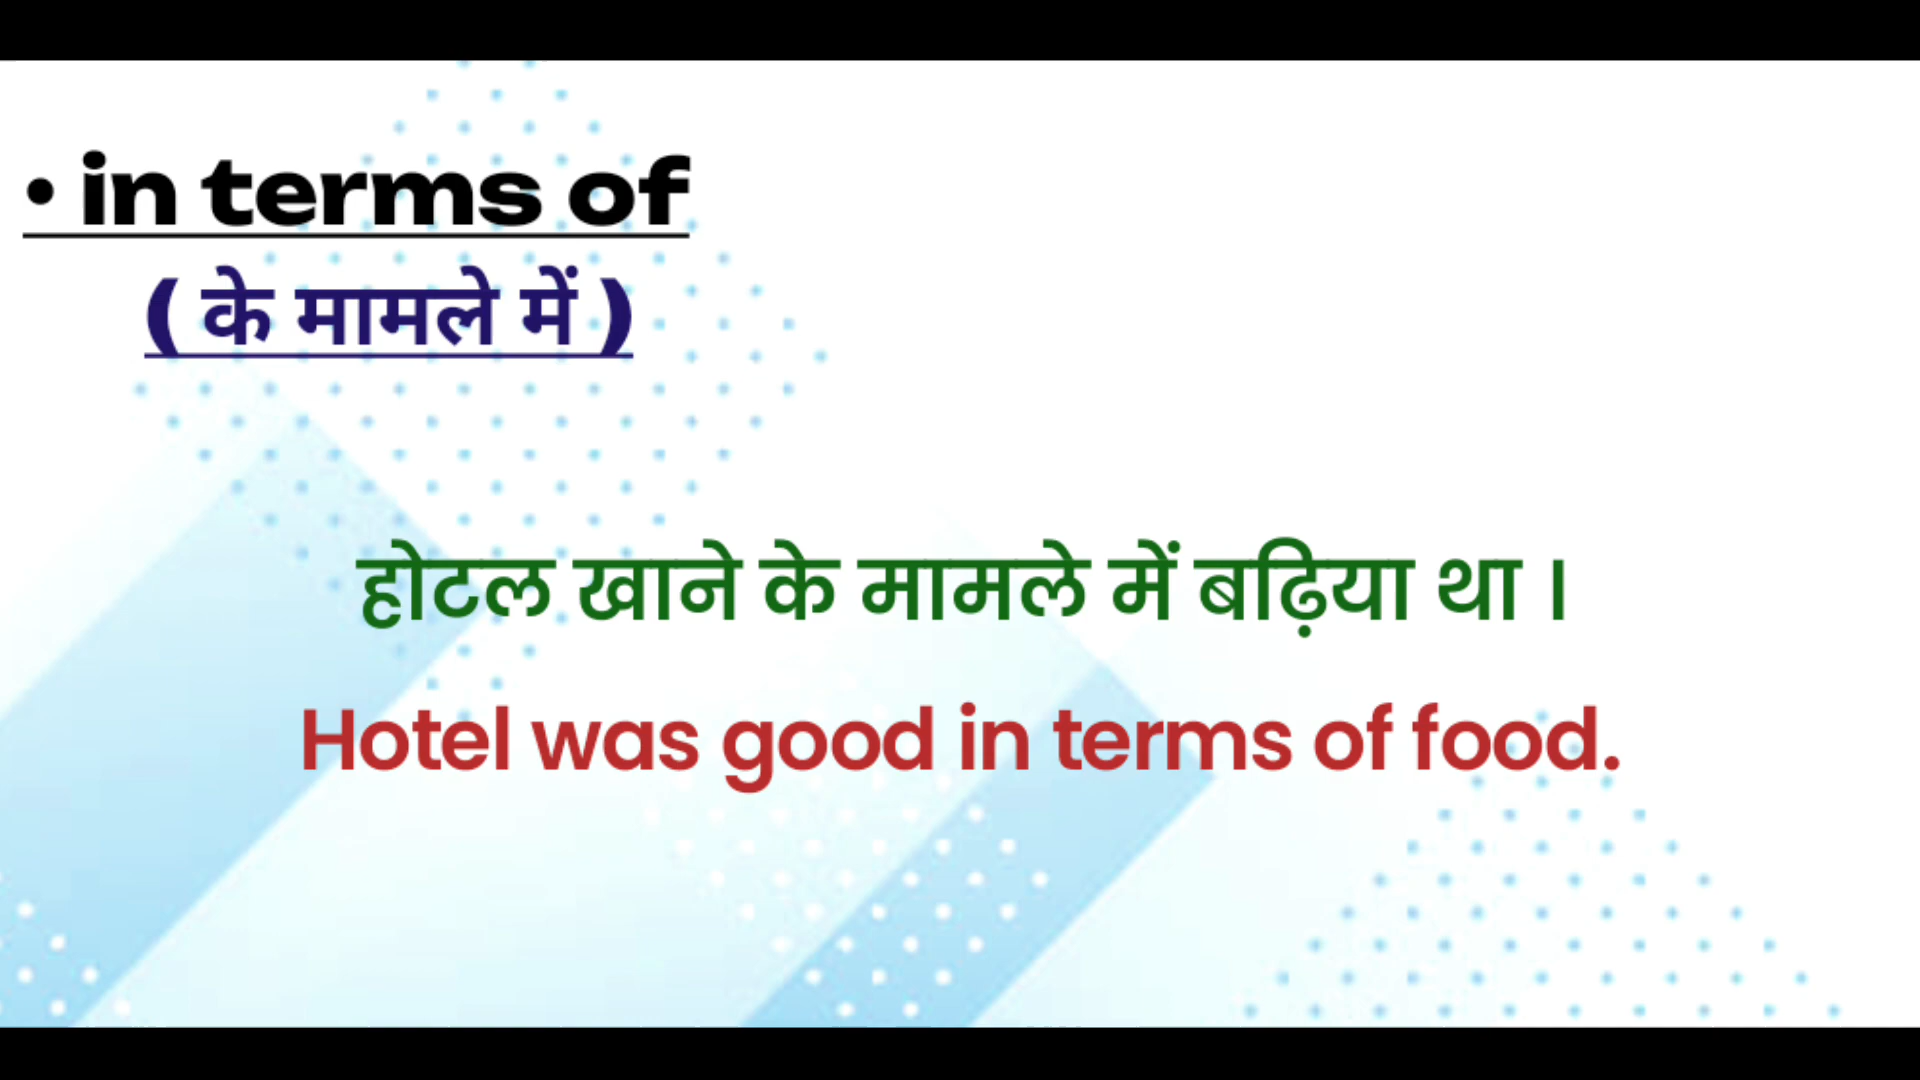 • in terms of
( के मामले में )
होटल खाने के मामले में बढ़िया था ।
Hotel was good in terms of food.